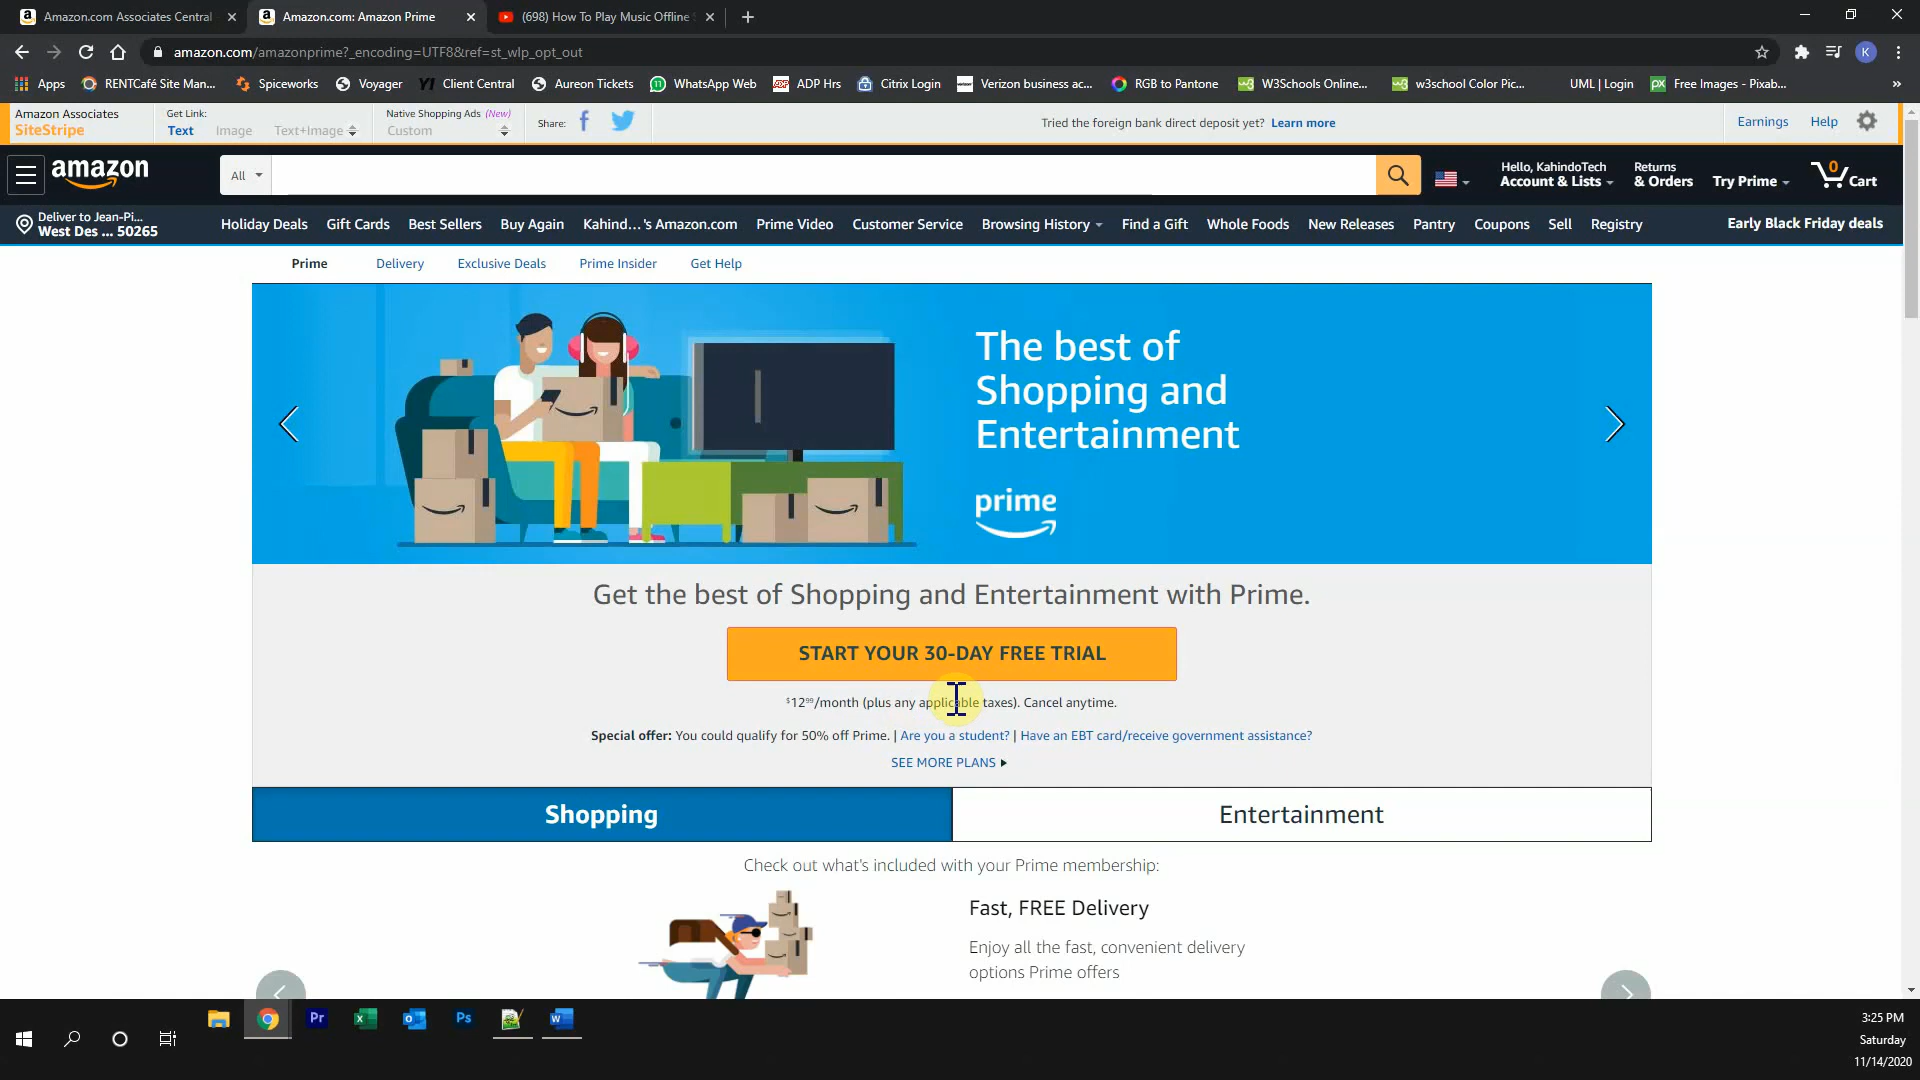 Amazon.com Associates Central
Amazon.com: Amazon Prime
(698) How To Play Music Offline
amazon.com/amazonprime?_encoding=UTF8&ref=st_wlp_opt_out
K
Apps
RENTCafé Site Man...
Spiceworks
Voyager
Client Central
Aureon Tickets
WhatsApp Web
ADP Hrs
Citrix Login
Verizon business ac...
RGB to Pantone
W3Schools Online...
w3school Color Pic...
UML | Login
Free Images - Pixab...
»
Amazon Associates
SiteStripe
Get Link:
Text Image Text+Image
Native Shopping Ads (New)
Custom
Share:
Tried the foreign bank direct deposit yet? Learn more
Earnings
Help
amazon
All
Hello, KahindoTech
Account & Lists
Returns
& Orders
Try Prime
0
Cart
Deliver to Jean-Pi...
West Des ... 50265
Holiday Deals
Gift Cards
Best Sellers
Buy Again
Kahind... 's Amazon.com
Prime Video
Customer Service
Browsing History
Find a Gift
Whole Foods
New Releases
Pantry
Coupons
Sell
Registry
Early Black Friday deals
Prime
Delivery
Exclusive Deals
Prime Insider
Get Help
The best of
Shopping and
Entertainment
prime
Get the best of Shopping and Entertainment with Prime.
START YOUR 30-DAY FREE TRIAL
$12⁹⁹/month (plus any applicable taxes). Cancel anytime.
Special offer: You could qualify for 50% off Prime. | Are you a student? | Have an EBT card/receive government assistance?
SEE MORE PLANS
Shopping
Entertainment
Check out what's included with your Prime membership:
Fast, FREE Delivery
Enjoy all the fast, convenient delivery
options Prime offers
Pr
Ps
3:25 PM
Saturday
11/14/2020